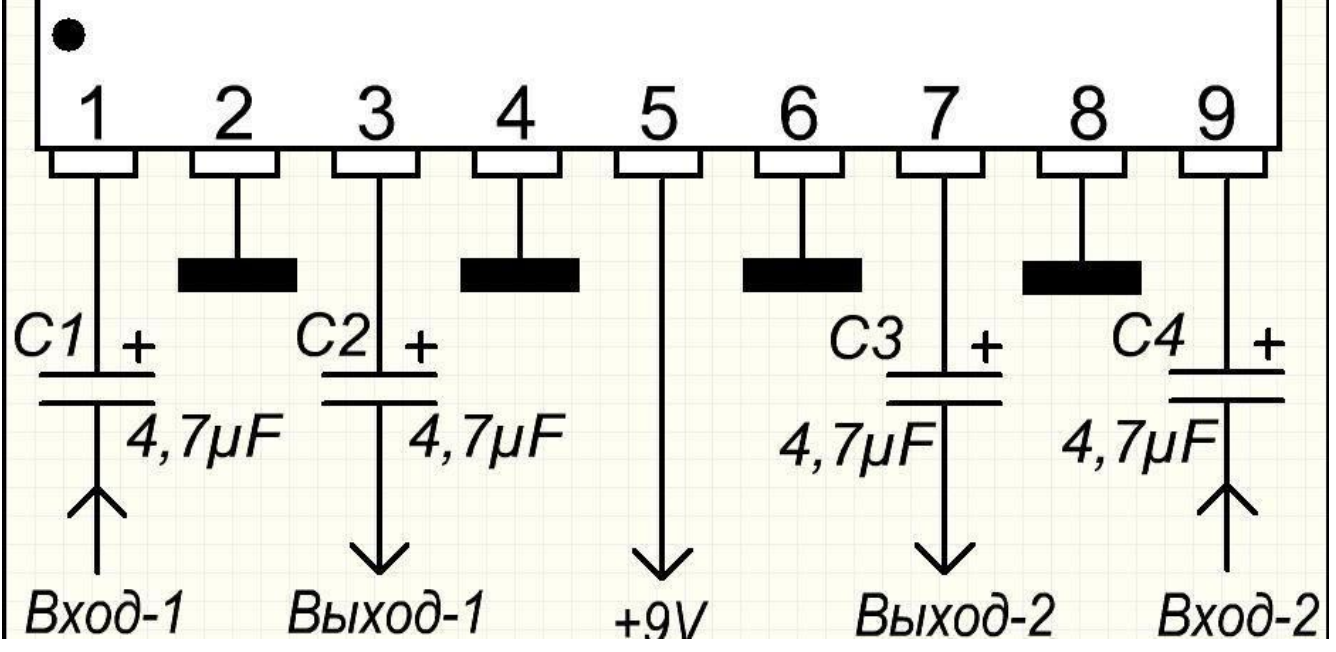 1 2 3 4 5 6 7 8 9
C1 + C2 + C3 + C4 +
4,7µF 4,7µF 4,7µF 4,7µF
Вход-1 Выход-1 +9V Выход-2 Вход-2